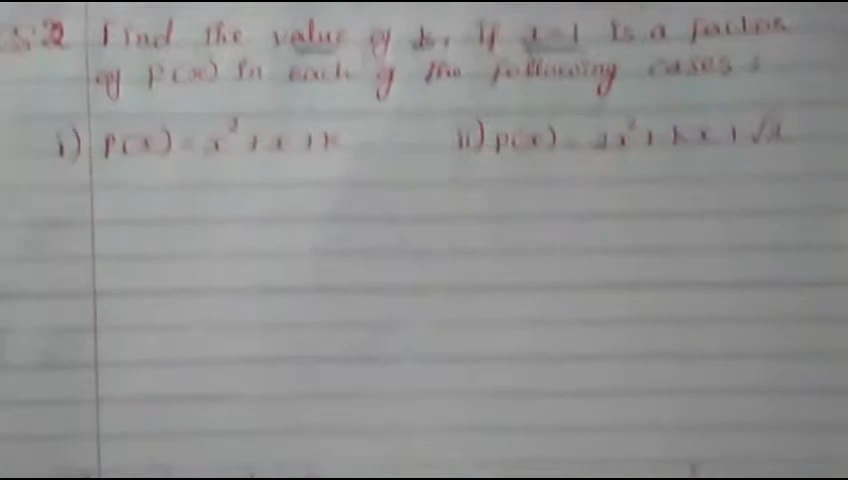 2 Find the value of k, if x-1 is a factor
of p(x) in each of the following cases :
i) p(x) = x² + x + k ii) p(x) = 2x² + kx + √2